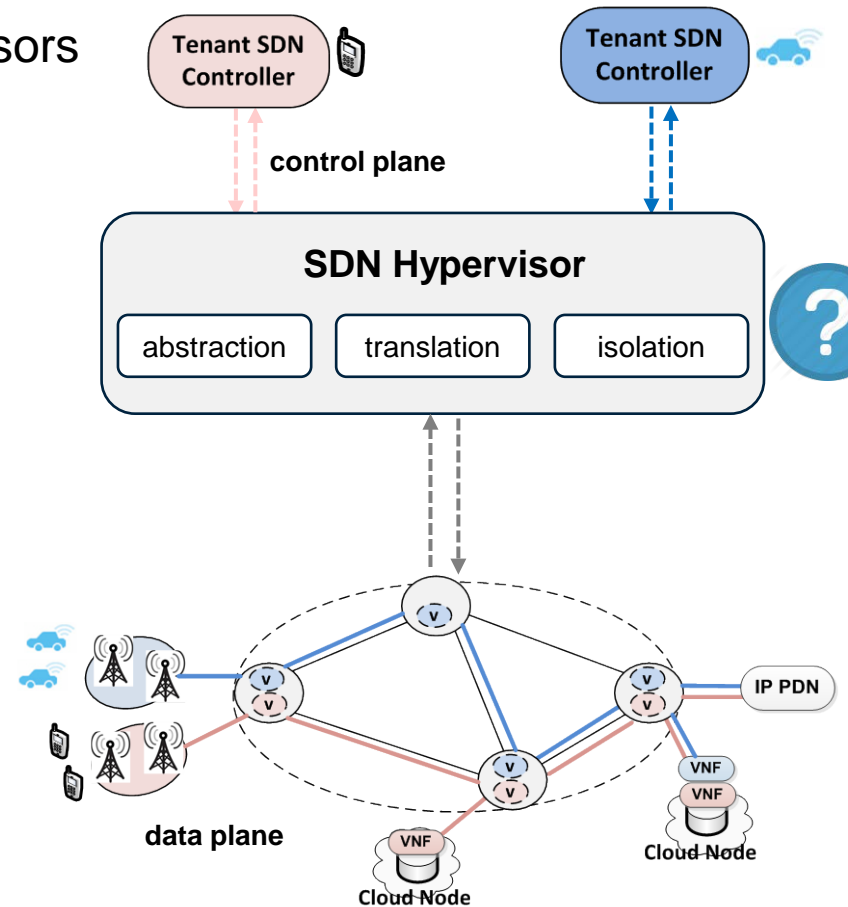 sors
Tenant SDN
Controller
Tenant SDN
Controller
control plane
SDN Hypervisor
abstraction
translation
isolation
?
v
v
v
v
v
v
v
IP PDN
VNF
VNF
Cloud Node
data plane
VNF
Cloud Node